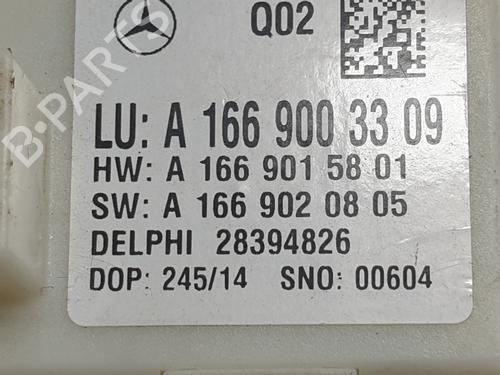 Q02
LU: A 166 900 33 09
HW: A 166 901 58 01
SW: A 166 902 08 05
DELPHI 28394826
DOP: 245/14 SNO: 00604
B-PARTS